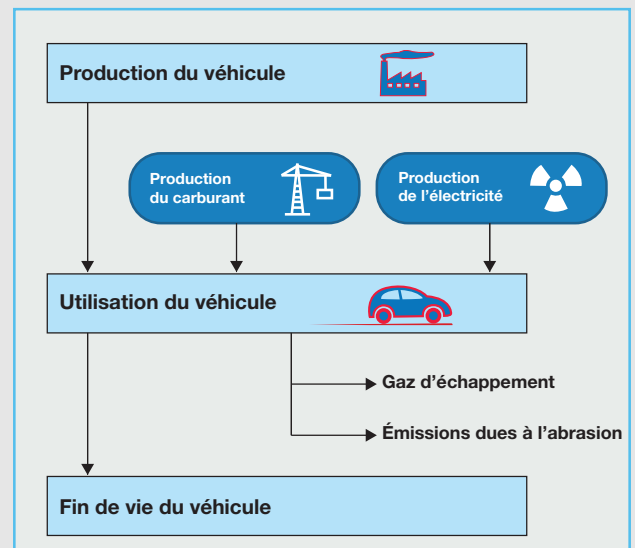 Production du véhicule
Production
du carburant
Production
de l’électricité
Utilisation du véhicule
Gaz d’échappement
Émissions dues à l’abrasion
Fin de vie du véhicule